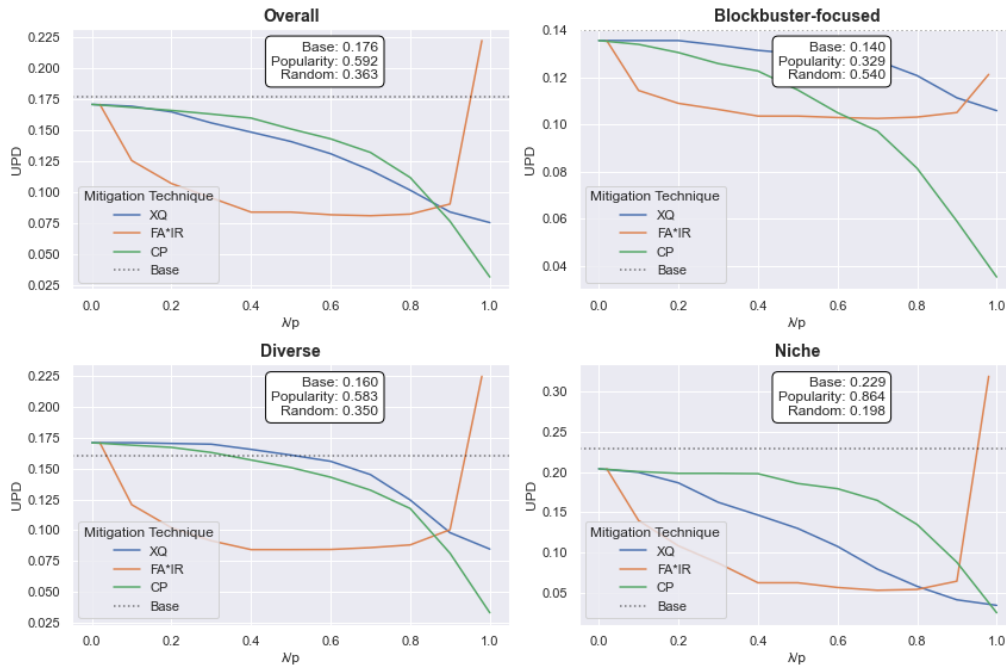 Overall
0.225
0.200
0.175
0.150
0.125
0.100
0.075
0.050
0.025
UPD
Base: 0.176
Popularity: 0.592
Random: 0.363
Mitigation Technique
XQ
FA*IR
CP
Base
0.0 0.2 0.4 0.6 0.8 1.0
λ/p
Blockbuster-focused
0.14
0.12
0.10
0.08
0.06
0.04
UPD
Base: 0.140
Popularity: 0.329
Random: 0.540
Mitigation Technique
XQ
FA*IR
CP
Base
0.0 0.2 0.4 0.6 0.8 1.0
λ/p
Diverse
0.225
0.200
0.175
0.150
0.125
0.100
0.075
0.050
0.025
UPD
Base: 0.160
Popularity: 0.583
Random: 0.350
Mitigation Technique
XQ
FA*IR
CP
Base
0.0 0.2 0.4 0.6 0.8 1.0
λ/p
Niche
0.30
0.25
0.20
0.15
0.10
0.05
UPD
Base: 0.229
Popularity: 0.864
Random: 0.198
Mitigation Technique
XQ
FA*IR
CP
Base
0.0 0.2 0.4 0.6 0.8 1.0
λ/p